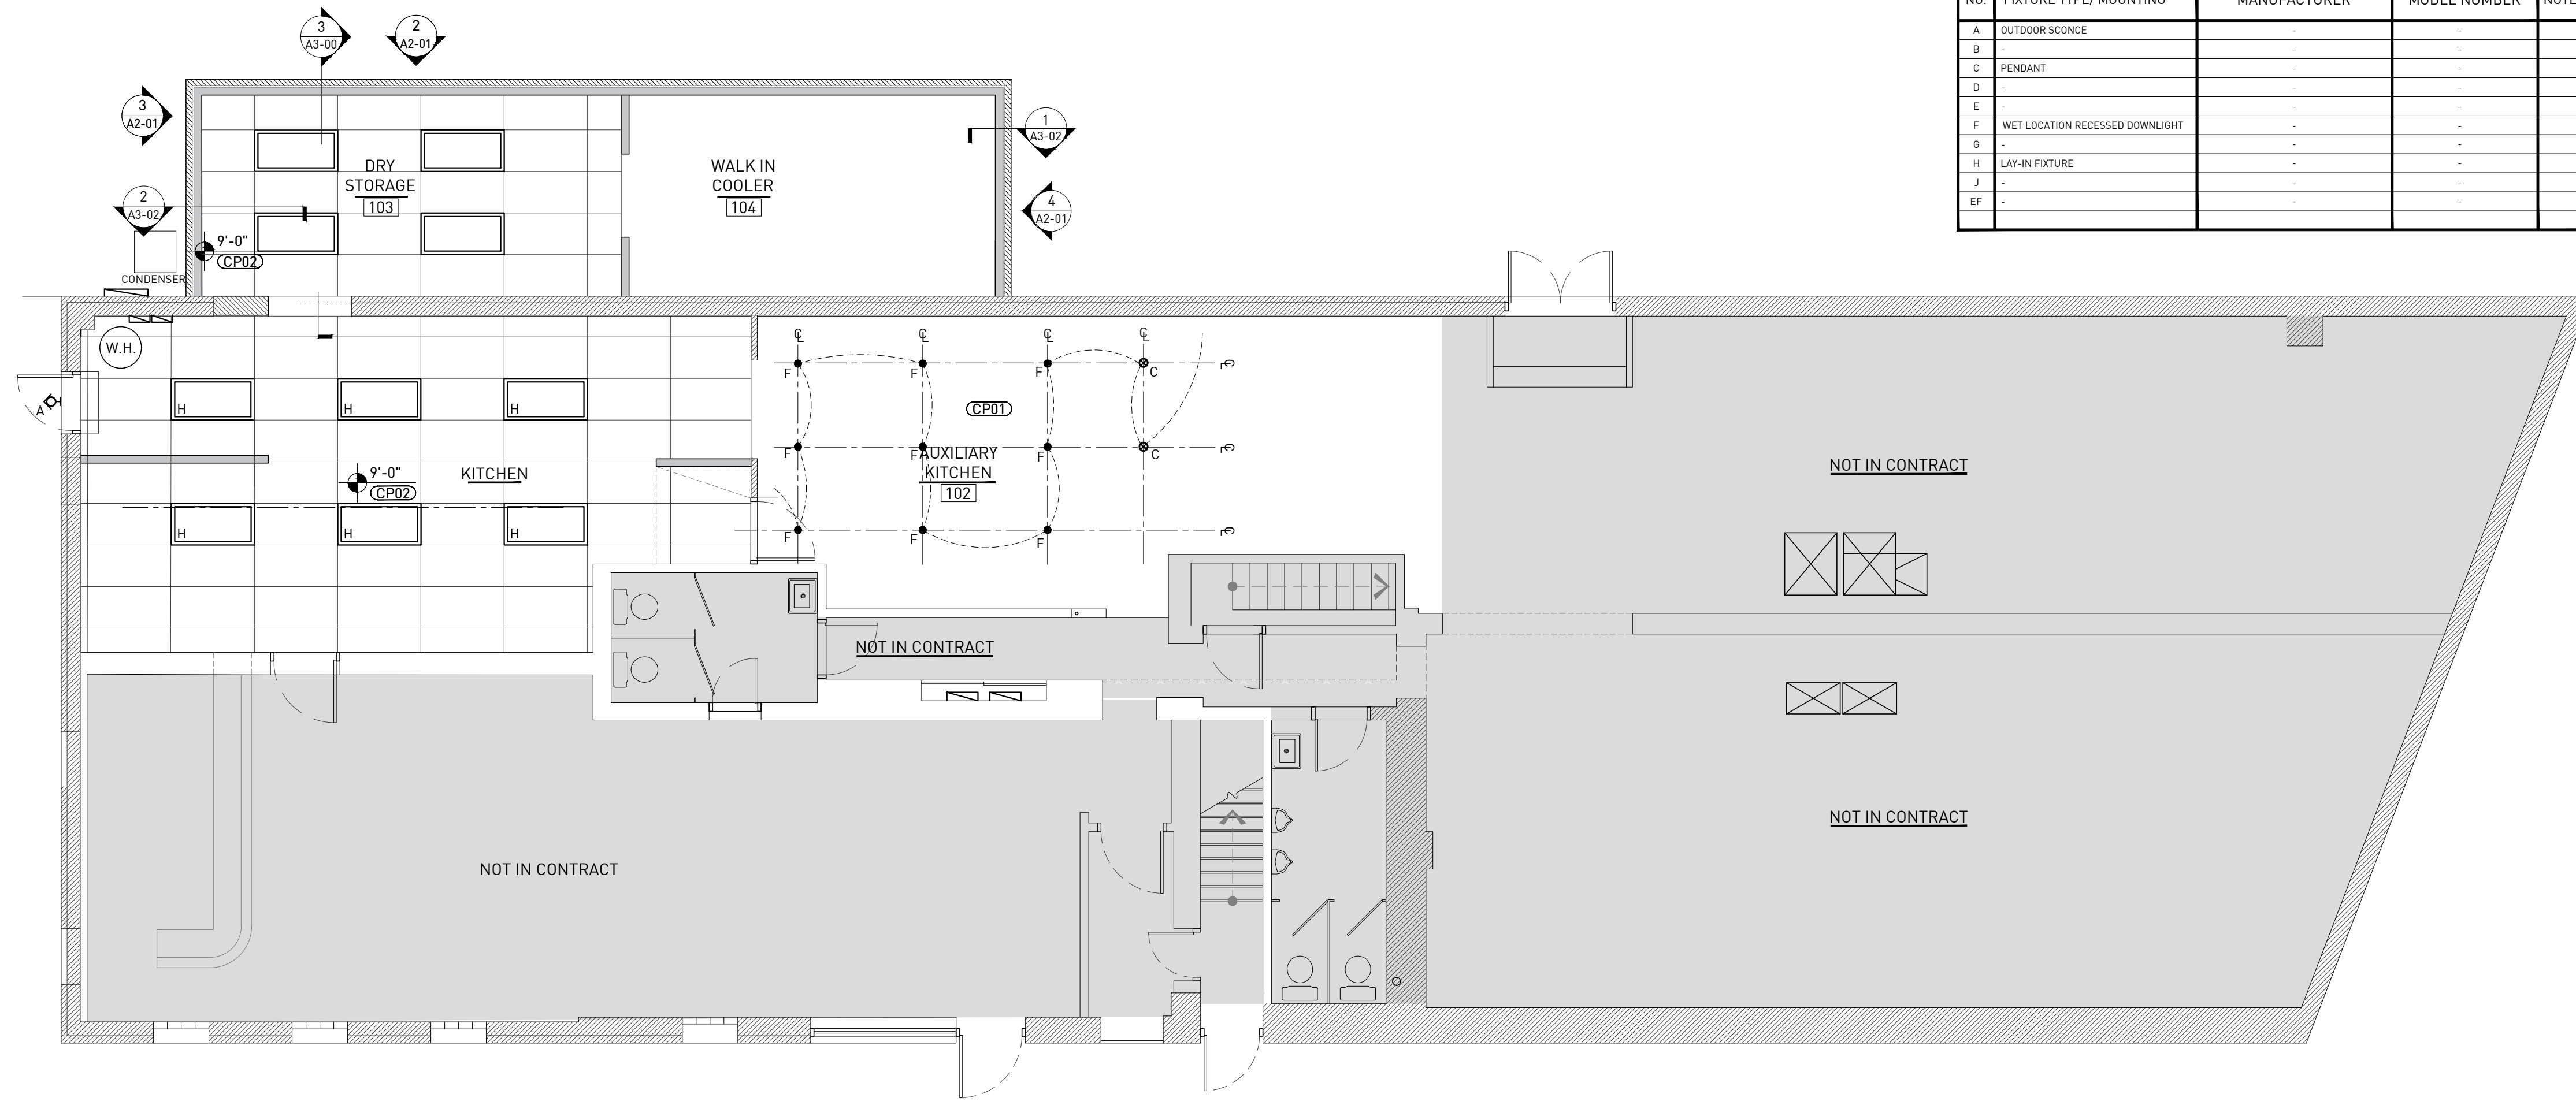 NO. FIXTURE TYPE/ MOUNTING MANUFACTURER MODEL NUMBER NOTE
A OUTDOOR SCONCE - -
B - - -
C PENDANT - -
D - - -
E - - -
F WET LOCATION RECESSED DOWNLIGHT - -
G - - -
H LAY-IN FIXTURE - -
J - - -
EF - - -
3
A3-00
2
A2-01
3
A2-01
1
A3-02
DRY
STORAGE
103
WALK IN
COOLER
104
2
A3-02
4
A2-01
9'-0"
CP02
CONDENSER
W.H.
A
H H H
KITCHEN
9'-0"
CP02
H H H
F F F C
CP01
F F F C
AUXILIARY
KITCHEN
102
F F F
NOT IN CONTRACT
NOT IN CONTRACT
NOT IN CONTRACT
NOT IN CONTRACT